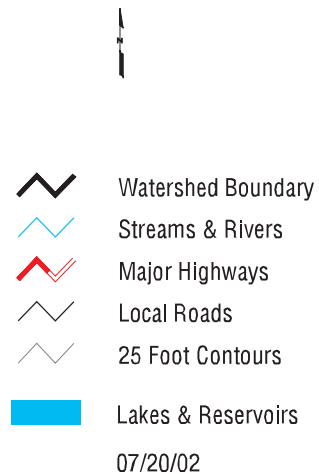 N
Watershed Boundary
Streams & Rivers
Major Highways
Local Roads
25 Foot Contours
Lakes & Reservoirs
07/20/02